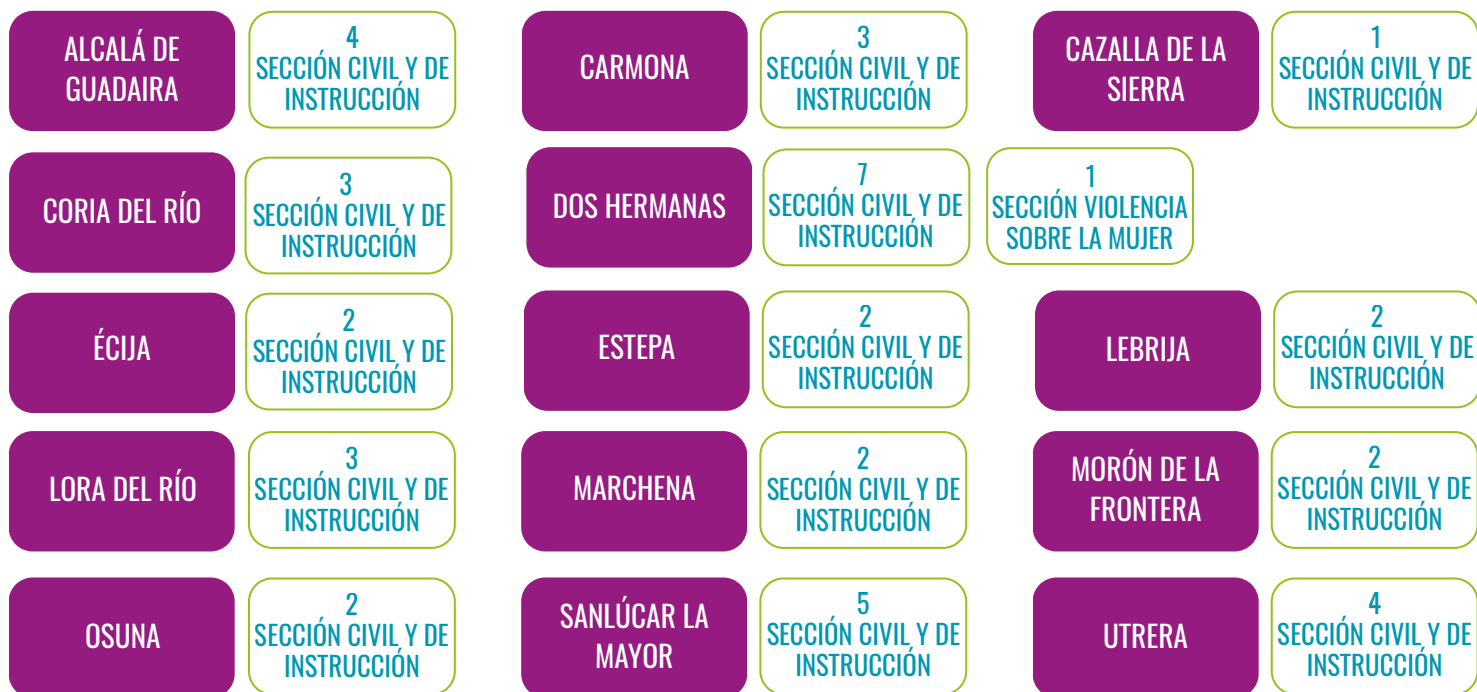 ALCALÁ DE
GUADAIRA
4
SECCIÓN CIVIL Y DE
INSTRUCCIÓN
CARMONA
3
SECCIÓN CIVIL Y DE
INSTRUCCIÓN
CAZALLA DE LA
SIERRA
1
SECCIÓN CIVIL Y DE
INSTRUCCIÓN
CORIA DEL RÍO
3
SECCIÓN CIVIL Y DE
INSTRUCCIÓN
DOS HERMANAS
7
SECCIÓN CIVIL Y DE
INSTRUCCIÓN
1
SECCIÓN VIOLENCIA
SOBRE LA MUJER
ÉCIJA
2
SECCIÓN CIVIL Y DE
INSTRUCCIÓN
ESTEPA
2
SECCIÓN CIVIL Y DE
INSTRUCCIÓN
LEBRIJA
2
SECCIÓN CIVIL Y DE
INSTRUCCIÓN
LORA DEL RÍO
3
SECCIÓN CIVIL Y DE
INSTRUCCIÓN
MARCHENA
2
SECCIÓN CIVIL Y DE
INSTRUCCIÓN
MORÓN DE LA
FRONTERA
2
SECCIÓN CIVIL Y DE
INSTRUCCIÓN
OSUNA
2
SECCIÓN CIVIL Y DE
INSTRUCCIÓN
SANLÚCAR LA
MAYOR
5
SECCIÓN CIVIL Y DE
INSTRUCCIÓN
UTRERA
4
SECCIÓN CIVIL Y DE
INSTRUCCIÓN